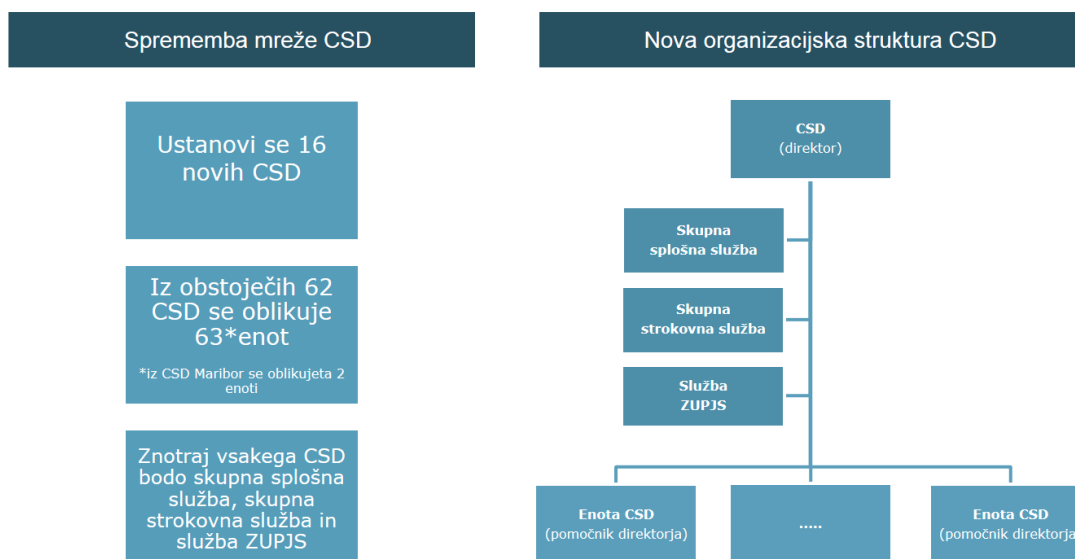 Sprememba mreže CSD
Ustanovi se 16
novih CSD
Iz obstoječih 62
CSD se oblikuje
63*enot
*iz CSD Maribor se oblikujeta 2
enoti
Znotraj vsakega CSD
bodo skupna splošna
služba, skupna
strokovna služba in
služba ZUPJS
Nova organizacijska struktura CSD
CSD
(direktor)
Skupna
splošna služba
Skupna
strokovna služba
Služba
ZUPJS
Enota CSD
(pomočnik direktorja)
.....
Enota CSD
(pomočnik direktorja)